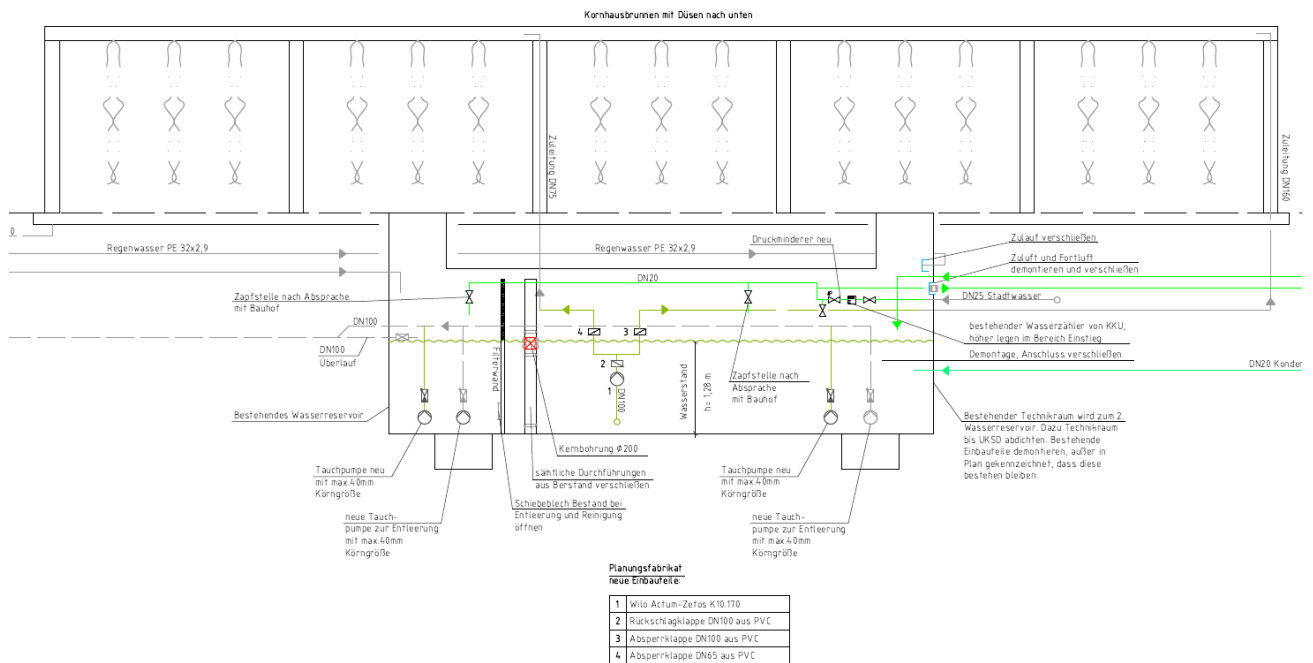 Kornhausbrunnen mit Düsen nach unten
Zuleitung DN75
Zuleitung DN160
0
Regenwasser PE 32x2,9
Regenwasser PE 32x2,9
Druckminderer neu
Zulauf verschließen
Zuluft und Fortluft
demontieren und verschließen
DN20
DN25 Stadtwasser
Zapfstelle nach Absprache
mit Bauhof
DN100
DN100
Überlauf
4
3
2
1
DN100
Filterwand
Wasserstand
h= 1,28 m
bestehender Wasserzähler von KKU,
höher legen im Bereich Einstieg
Demontage, Anschluss verschließen
DN20 Konden
Zapfstelle nach
Absprache
mit Bauhof
Bestehendes Wasserreservoir
Bestehender Technikraum wird zum 2.
Wasserreservoir. Dazu Technikraum
bis UKSD abdichten. Bestehende
Einbauteile demontieren, außer in
Plan gekennzeichnet, dass diese
bestehen bleiben.
Kernbohrung Φ200
Tauchpumpe neu
mit max.40mm
Körngröße
sämtliche Durchführungen
aus Berstand verschließen
Tauchpumpe neu
mit max.40mm
Körngröße
Schiebeblech Bestand bei
Entleerung und Reinigung
öffnen
neue Tauch-
pumpe zur Entleerung
mit max.40mm
Körngröße
neue Tauch-
pumpe zur Entleerung
mit max.40mm
Körngröße
Planungsfabrikat
neue Einbauteile:
1 Wilo Actum-Zetos K10.170
2 Rückschlagklappe DN100 aus PVC
3 Absperrklappe DN100 aus PVC
4 Absperrklappe DN65 aus PVC